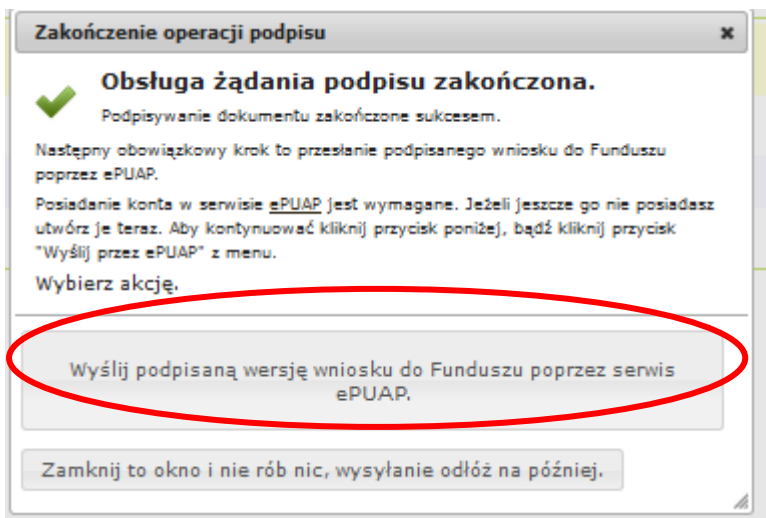 Zakończenie operacji podpisu
Obsługa żądania podpisu zakończona.
Podpisywanie dokumentu zakończone sukcesem.
Następny obowiązkowy krok to przesłanie podpisanego wniosku do Funduszu
poprzez ePUAP.
Posiadanie konta w serwisie ePUAP jest wymagane. Jeżeli jeszcze go nie posiadasz
utwórz je teraz. Aby kontynuować kliknij przycisk poniżej, bądź kliknij przycisk
"Wyślij przez ePUAP" z menu.
Wybierz akcję.
Wyślij podpisaną wersję wniosku do Funduszu poprzez serwis
ePUAP.
Zamknij to okno i nie rób nic, wysyłanie odłóż na później.